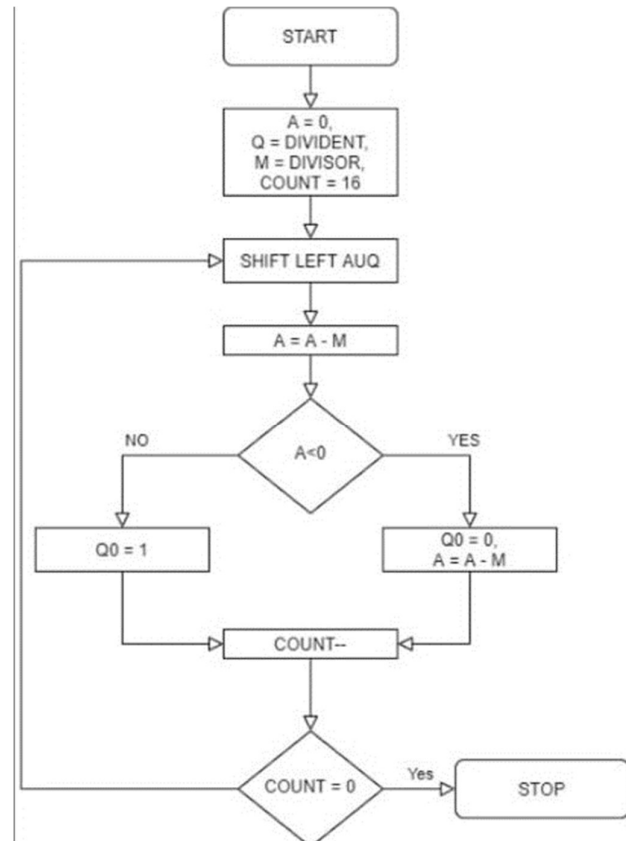 START
A = 0,
Q = DIVIDENT,
M = DIVISOR,
COUNT = 16
SHIFT LEFT AUQ
A = A - M
NO
A<0
YES
Q0 = 1
Q0 = 0,
A = A - M
COUNT--
COUNT = 0
Yes
STOP